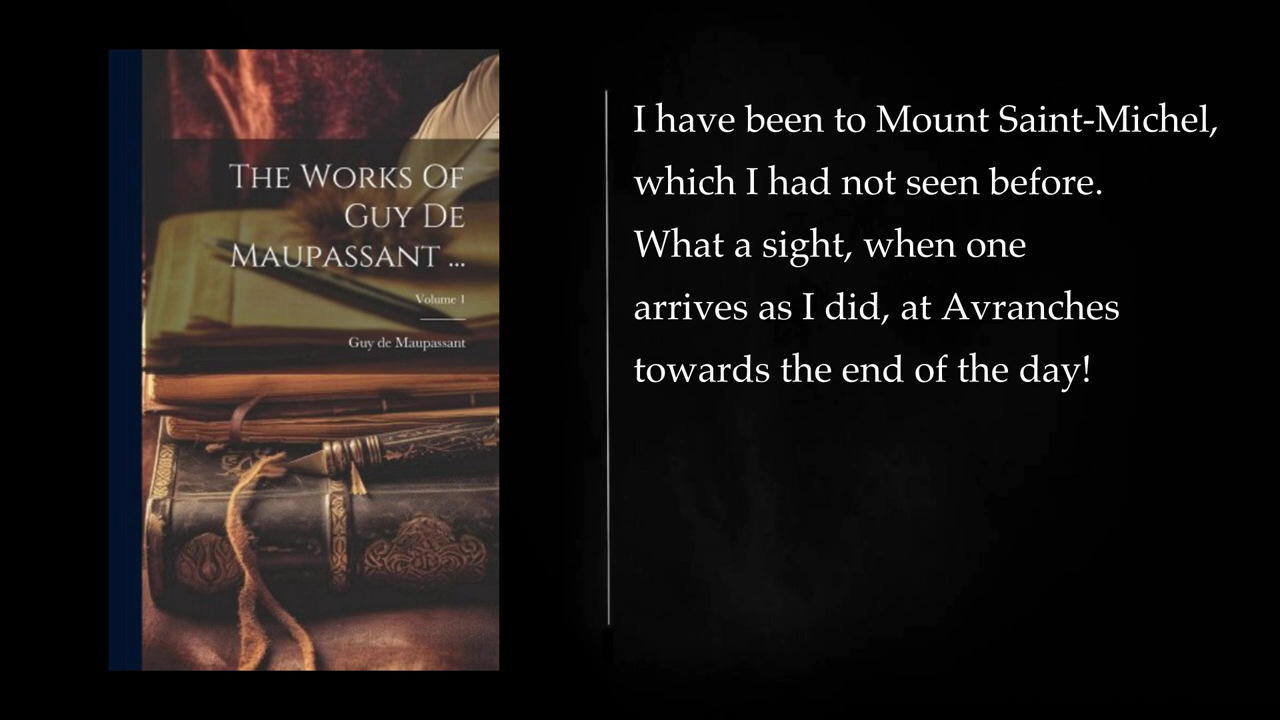 The Works Of
Guy De
Maupassant ...
Volume 1
Guy de Maupassant
I have been to Mount Saint-Michel,
which I had not seen before.
What a sight, when one
arrives as I did, at Avranches
towards the end of the day!